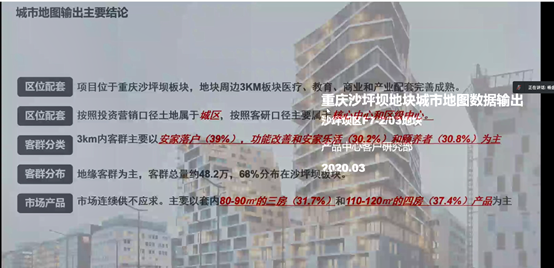 城市地图输出主要结论
区位配套 项目位于重庆沙坪坝板块，地块周边3KM板块医疗、教育、商业和产业配套完善成熟。
重庆沙坪坝地块城市地图数据输出
区位配套 按照投资营销口径土地属于城区，按照客研口径主要属于核心中心和区级中心。
客群分类 3km内客群主要以安家落户（39%），功能改善和安家乐活（30.2%）和颐养者（30.8%）为主
产品中心客户研究部
2020.03
客群分布 地缘客群为主，客群总量约48.2万，68%分布在沙坪坝板块。
市场产品 市场连续供不应求。主要以套内80-90㎡的三房（31.7%）和110-120㎡的四房（37.4%）产品为主